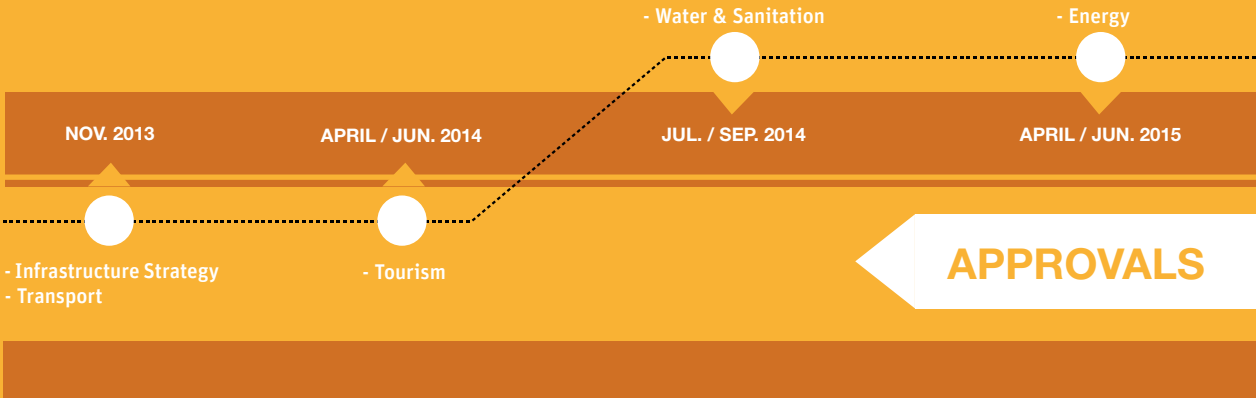 - Water & Sanitation
- Energy
NOV. 2013
APRIL / JUN. 2014
JUL. / SEP. 2014
APRIL / JUN. 2015
- Infrastructure Strategy
- Transport
- Tourism
APPROVALS